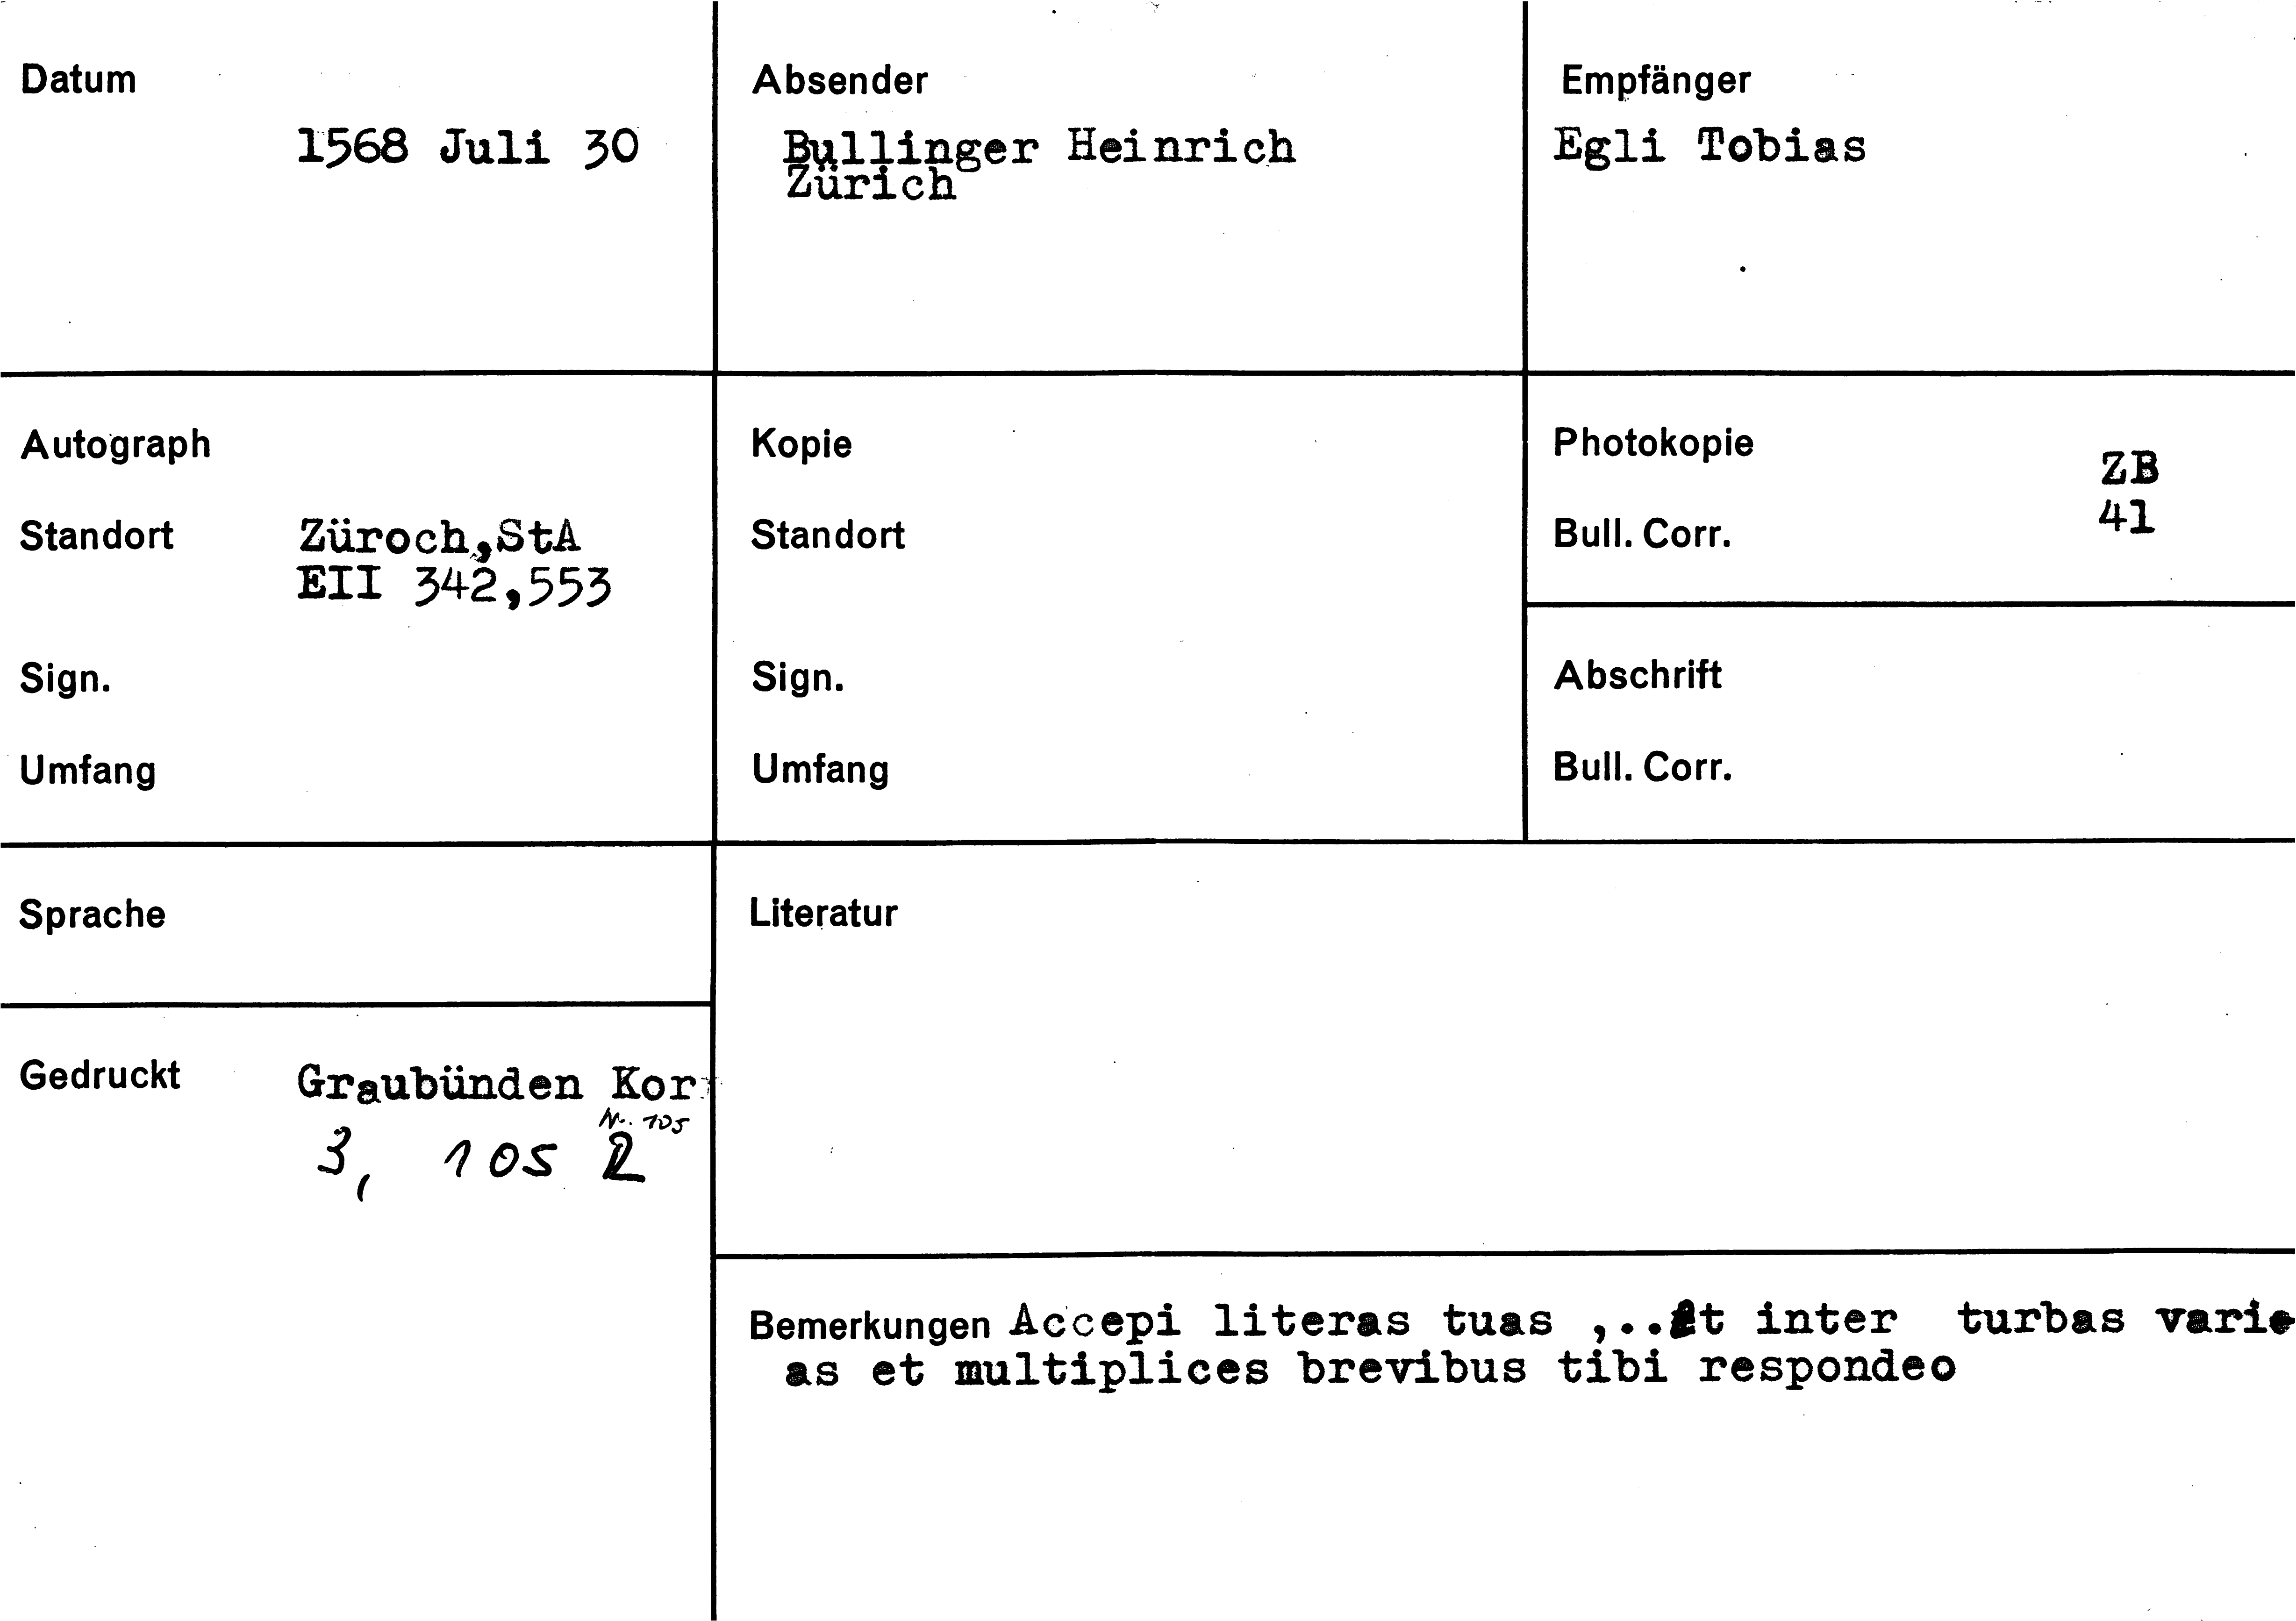 Datum
1568 Juli 30
Absender
Bullinger Heinrich
Zürich
Empfänger
Egli Tobias
Autograph
Standort Züroch,StA
EII 342,553
Sign.
Umfang
Kopie
Standort
Sign.
Umfang
Photokopie ZB
Bull. Corr. 41
Abschrift
Bull. Corr.
Sprache
Gedruckt Graubünden Kor
Nr. 105
3, 105
Literatur
Bemerkungen Accepi literas tuas ,..et inter turbas varie
as et multiplices brevibus tibi respondeo